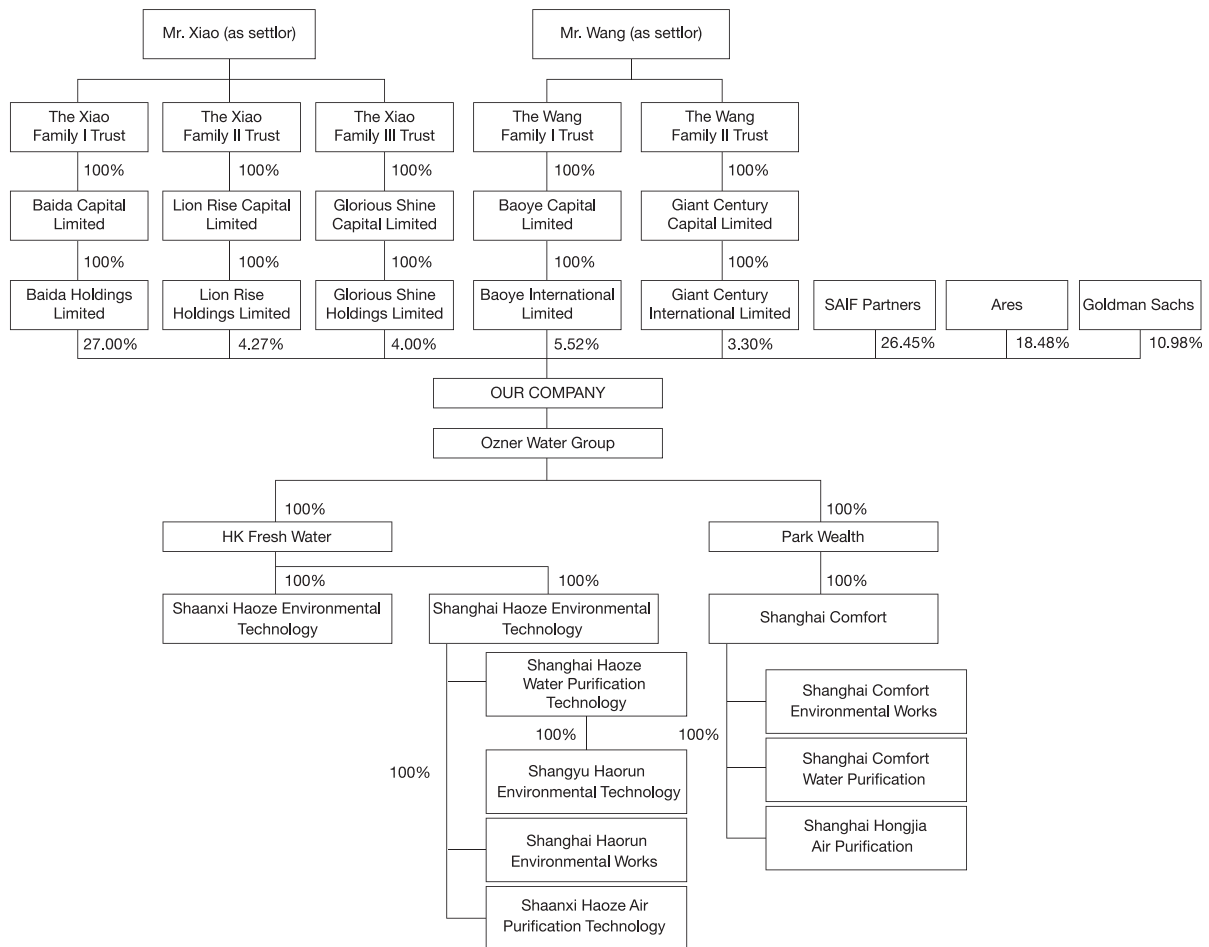 Mr. Xiao (as settlor)
Mr. Wang (as settlor)
The Xiao
Family I Trust
The Xiao
Family II Trust
The Xiao
Family III Trust
The Wang
Family I Trust
The Wang
Family II Trust
100%
100%
100%
100%
100%
Baida Capital
Limited
Lion Rise Capital
Limited
Glorious Shine
Capital Limited
Baoye Capital
Limited
Giant Century
Capital Limited
100%
100%
100%
100%
100%
Baida Holdings
Limited
Lion Rise
Holdings Limited
Glorious Shine
Holdings Limited
Baoye International
Limited
Giant Century
International Limited
SAIF Partners
Ares
Goldman Sachs
27.00%
4.27%
4.00%
5.52%
3.30%
26.45%
18.48%
10.98%
OUR COMPANY
Ozner Water Group
100%
100%
HK Fresh Water
Park Wealth
100%
100%
100%
Shaanxi Haoze Environmental
Technology
Shanghai Haoze Environmental
Technology
Shanghai Comfort
Shanghai Haoze
Water Purification
Technology
Shanghai Comfort
Environmental Works
100%
100%
100%
Shangyu Haorun
Environmental Technology
Shanghai Comfort
Water Purification
Shanghai Haorun
Environmental Works
Shanghai Hongjia
Air Purification
Shaanxi Haoze Air
Purification Technology